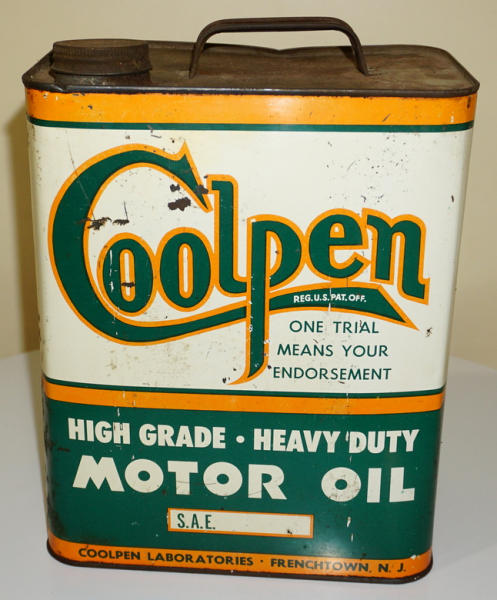 Coolpen
REG. U.S. PAT. OFF.
ONE TRIAL
MEANS YOUR
ENDORSEMENT
HIGH GRADE • HEAVY DUTY
MOTOR OIL
S.A.E.
COOLPEN LABORATORIES • FRENCHTOWN, N. J.